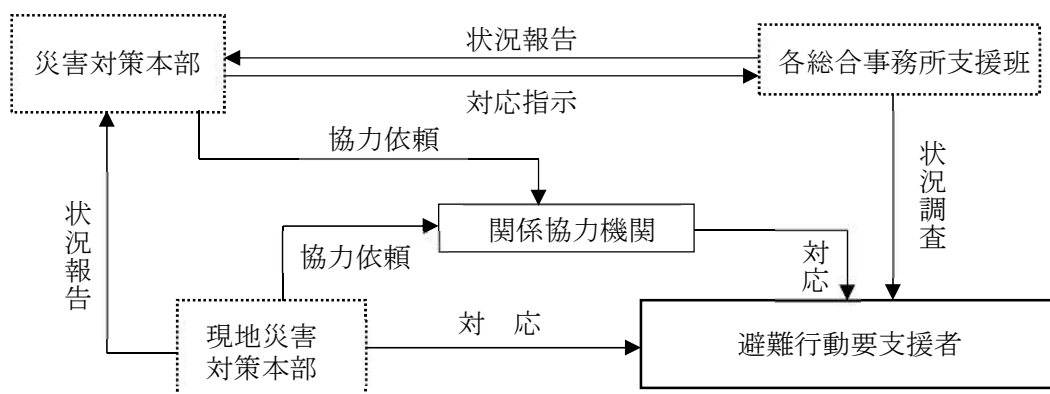 状況報告
災害対策本部
各総合事務所支援班
対応指示
協力依頼
状況調査
状況報告
関係協力機関
協力依頼
対応
対　応
現地災害
対策本部
避難行動要支援者